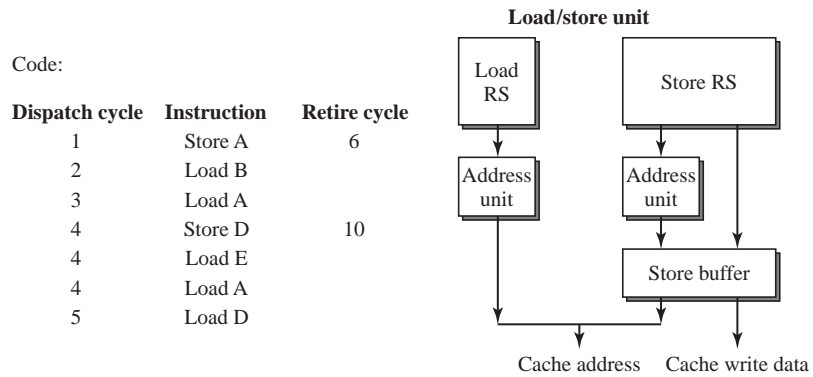 Load/store unit
Code:
Dispatch cycle Instruction Retire cycle
1 Store A 6
2 Load B
3 Load A
4 Store D 10
4 Load E
4 Load A
5 Load D
Load
RS
Store RS
Address
unit
Address
unit
Store buffer
Cache address
Cache write data